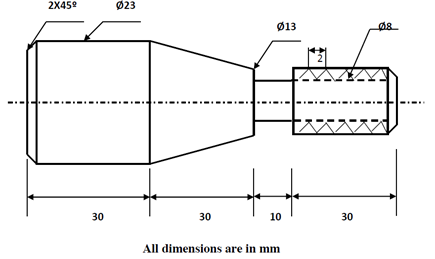 2X45º Ø23
Ø13 Ø8
2
30 30 10 30
All dimensions are in mm